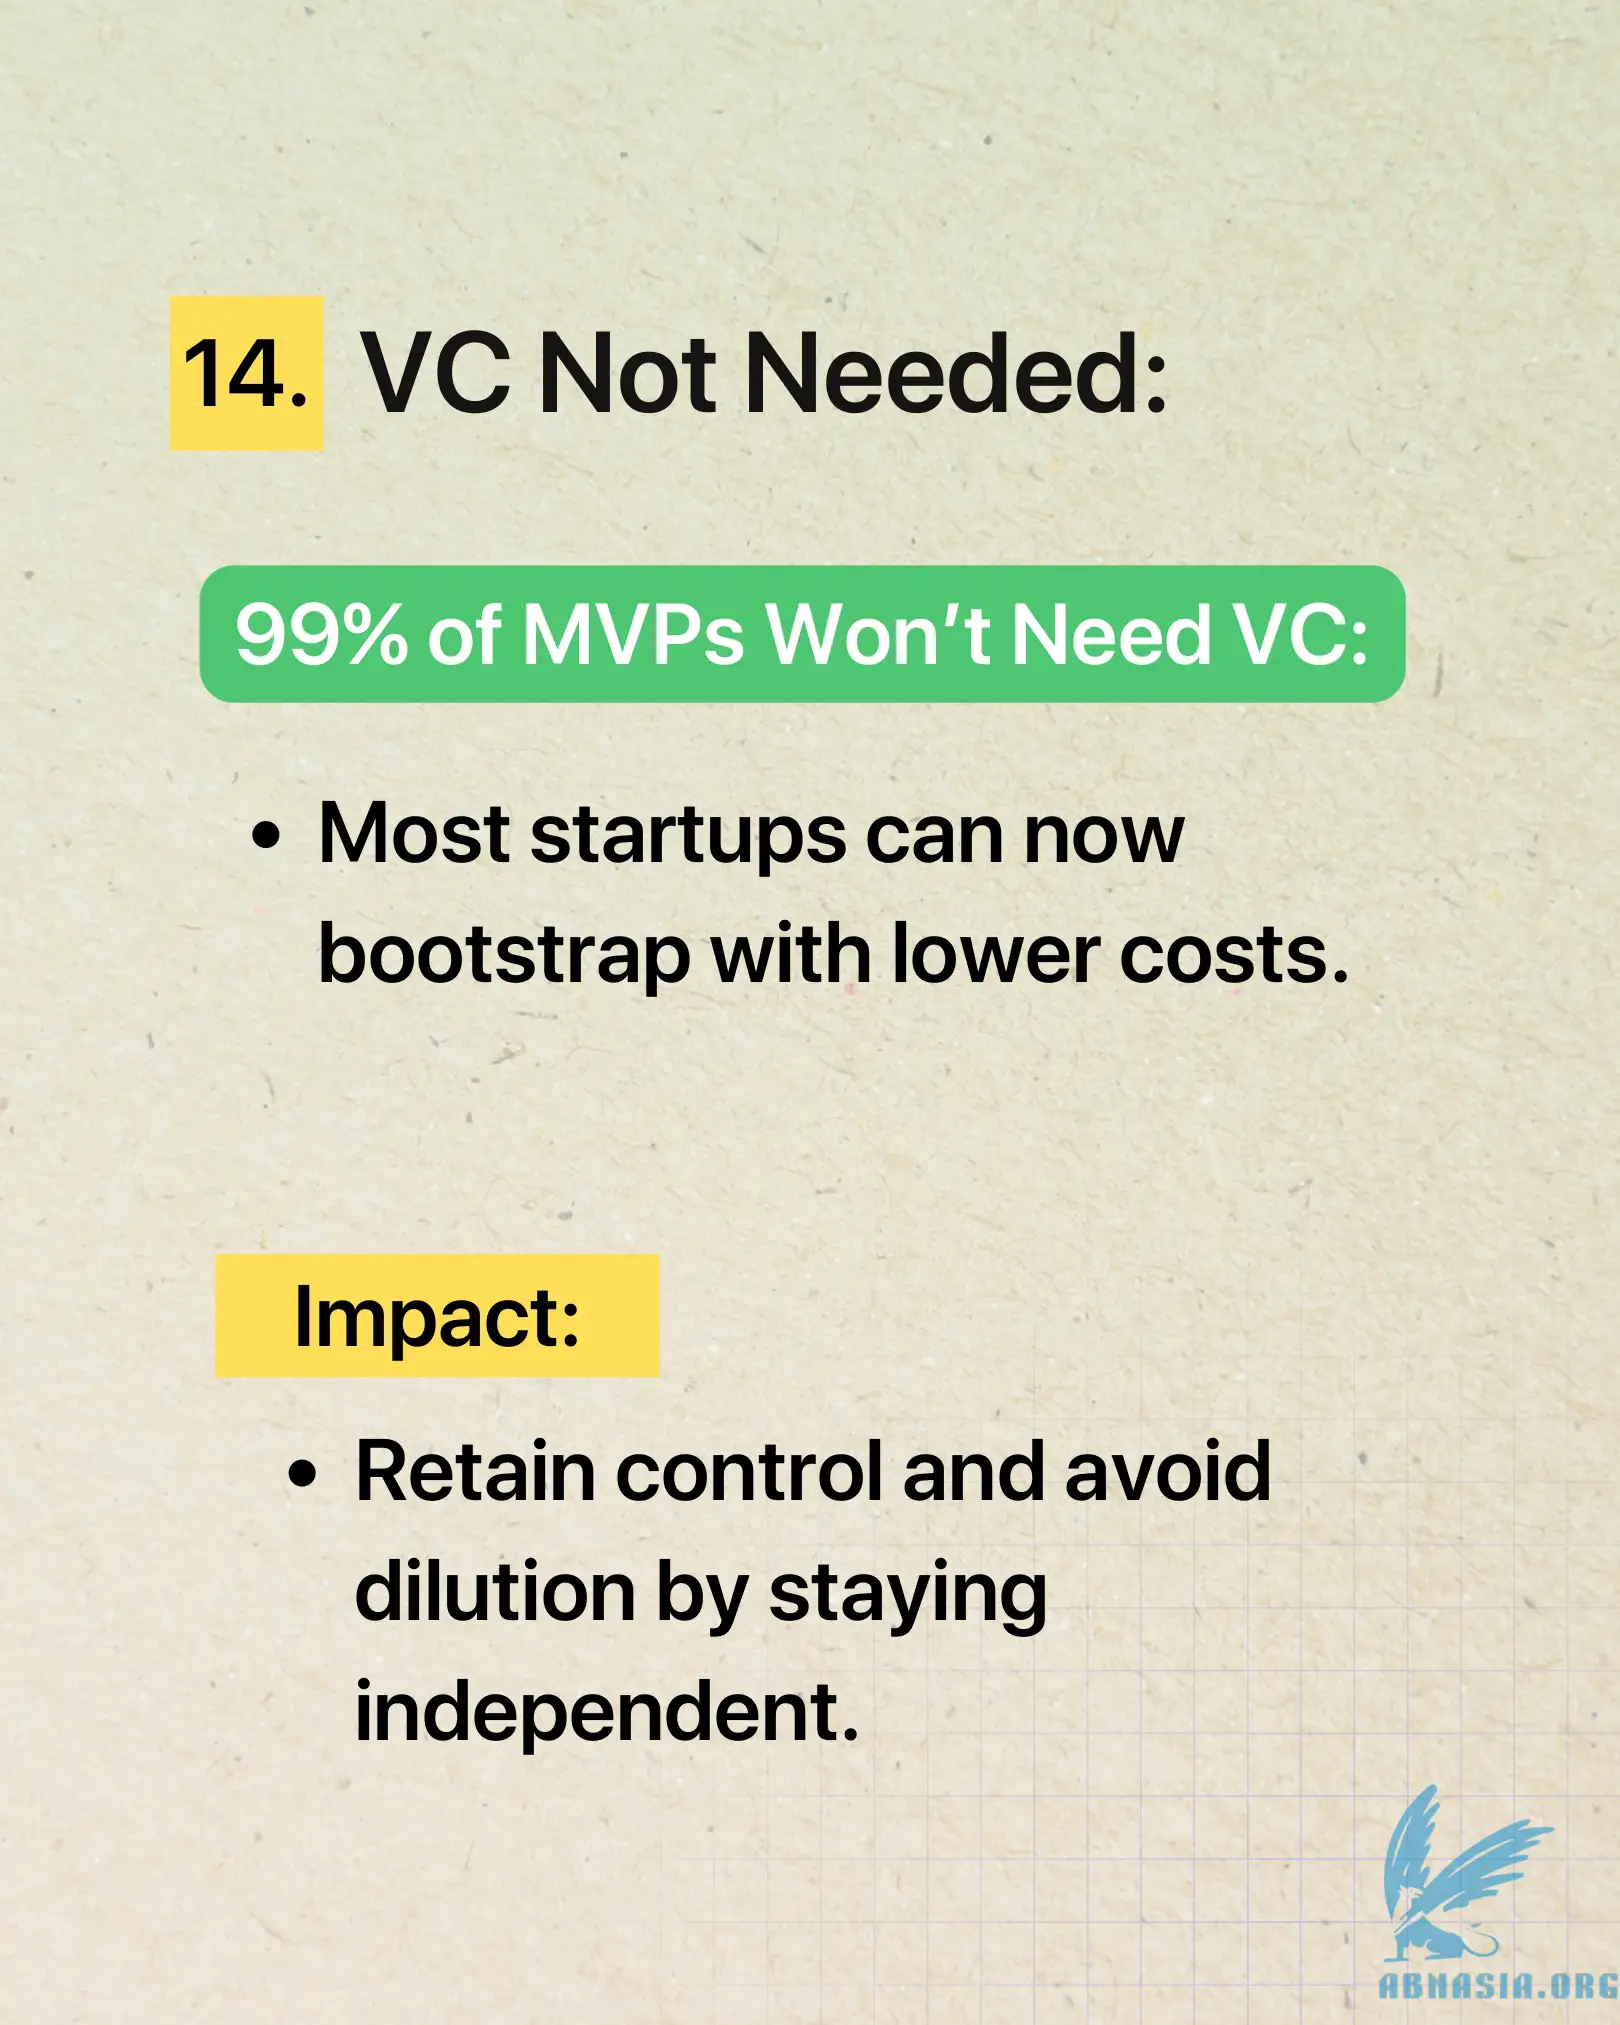 14. VC Not Needed:
99% of MVPs Won’t Need VC:
• Most startups can now
bootstrap with lower costs.
Impact:
• Retain control and avoid
dilution by staying
independent.
ABNASIA.ORG